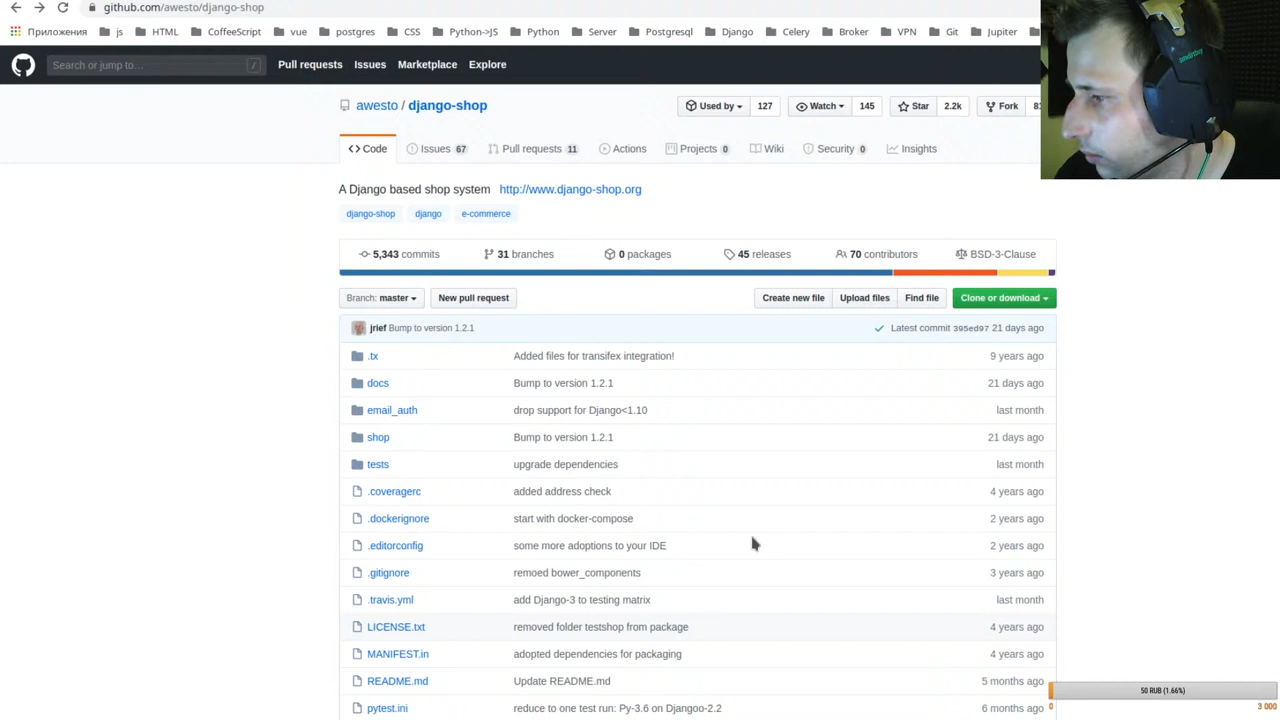 github.com/awesto/django-shop
Приложения js HTML CoffeeScript vue postgres CSS Python->JS Python Server Postgresql Django Celery Broker VPN Git Jupiter
Search or jump to... / Pull requests Issues Marketplace Explore
awesto / django-shop Used by 127 Watch 145 Star 2.2k Fork
Code Issues 67 Pull requests 11 Actions Projects 0 Wiki Security 0 Insights
A Django based shop system http://www.django-shop.org
django-shop django e-commerce
5,343 commits 31 branches 0 packages 45 releases 70 contributors BSD-3-Clause
Branch: master New pull request Create new file Upload files Find file Clone or download
jrief Bump to version 1.2.1 Latest commit 395ed97 21 days ago
.tx Added files for transifex integration! 9 years ago
docs Bump to version 1.2.1 21 days ago
email_auth drop support for Django<1.10 last month
shop Bump to version 1.2.1 21 days ago
tests upgrade dependencies last month
.coveragerc added address check 4 years ago
.dockerignore start with docker-compose 2 years ago
.editorconfig some more adoptions to your IDE 2 years ago
.gitignore remoed bower_components 3 years ago
.travis.yml add Django-3 to testing matrix last month
LICENSE.txt removed folder testshop from package 4 years ago
MANIFEST.in adopted dependencies for packaging 4 years ago
README.md Update README.md 5 months ago
pytest.ini reduce to one test run: Py-3.6 on Djangoo-2.2 6 months ago
50 RUB (1.66%)
0 3 000